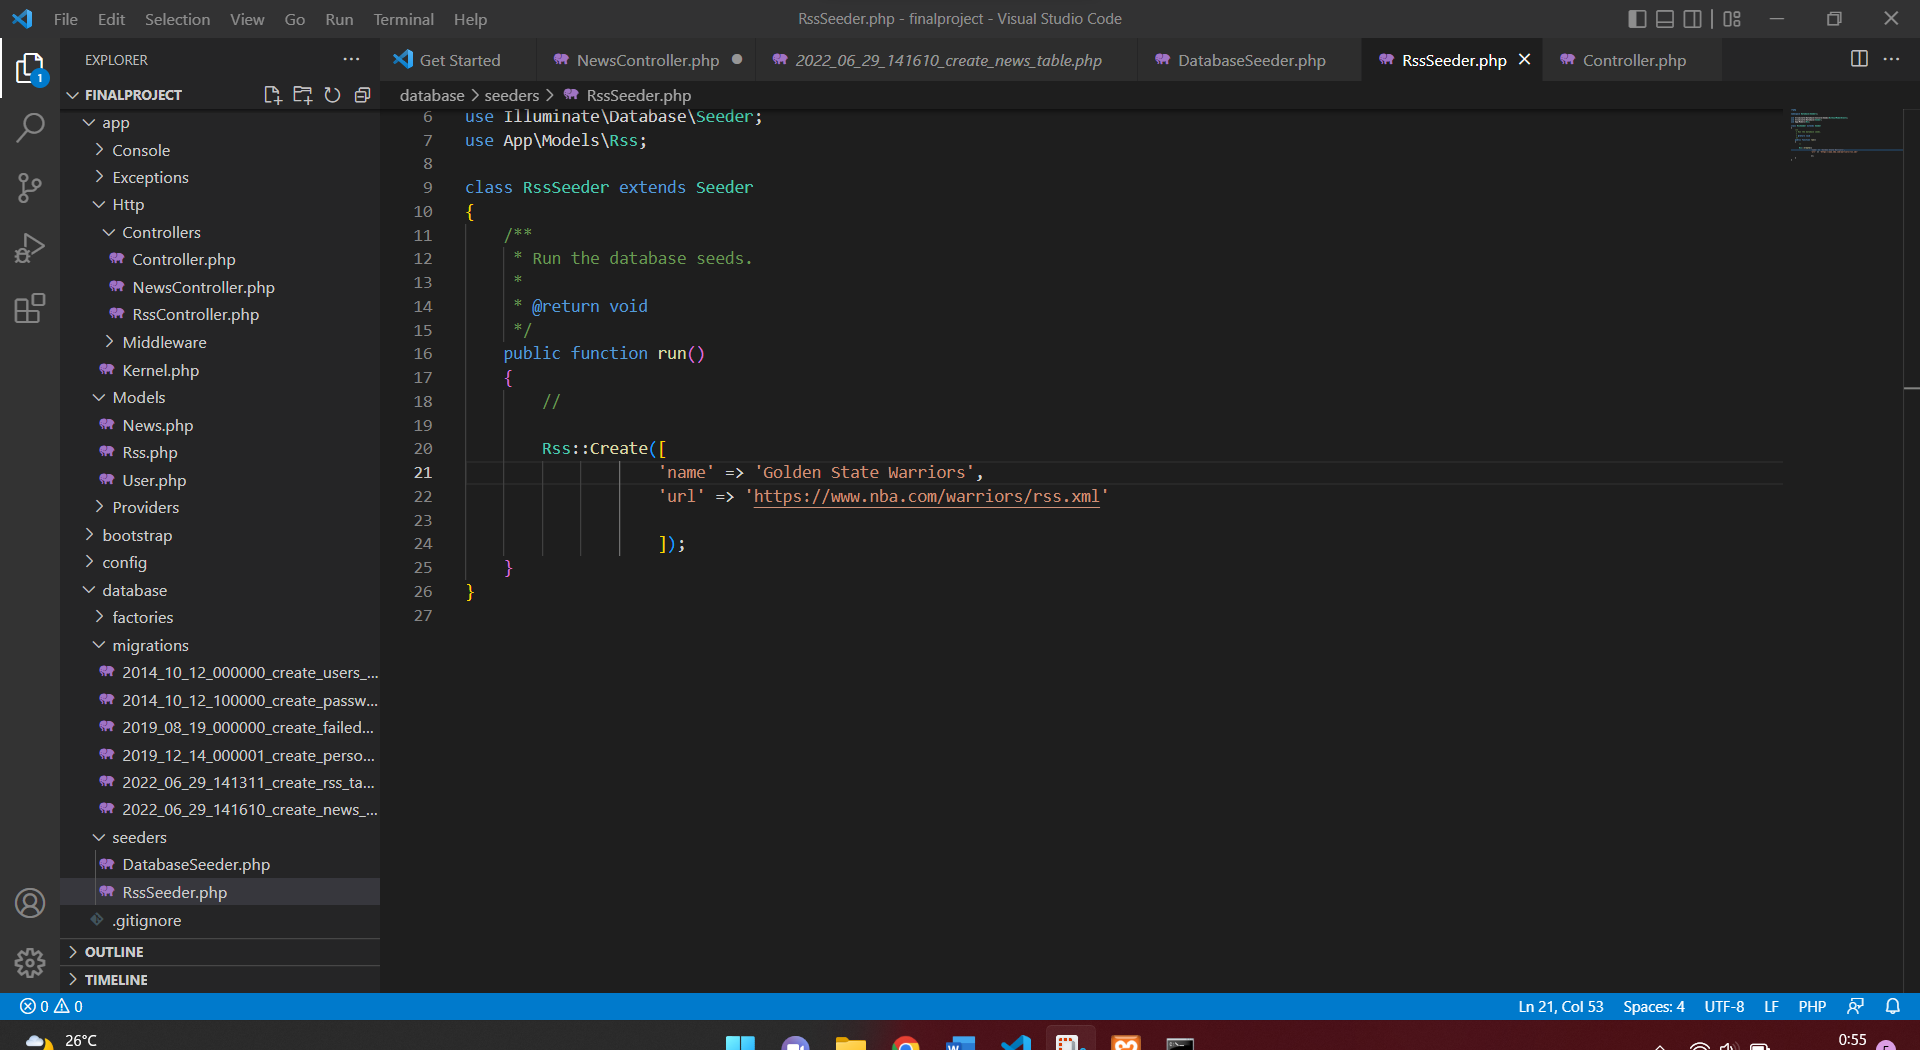 File Edit Selection View Go Run Terminal Help
RssSeeder.php - finalproject - Visual Studio Code
EXPLORER
Get Started
NewsController.php
2022_06_29_141610_create_news_table.php
DatabaseSeeder.php
RssSeeder.php
Controller.php
1
FINALPROJECT
app
Console
Exceptions
Http
Controllers
Controller.php
NewsController.php
RssController.php
Middleware
Kernel.php
Models
News.php
Rss.php
User.php
Providers
bootstrap
config
database
factories
migrations
2014_10_12_000000_create_users_...
2014_10_12_100000_create_passw...
2019_08_19_000000_create_failed...
2019_12_14_000001_create_perso...
2022_06_29_141311_create_rss_ta...
2022_06_29_141610_create_news_...
seeders
DatabaseSeeder.php
RssSeeder.php
.gitignore
OUTLINE
TIMELINE
database > seeders > RssSeeder.php
6 use Illuminate\Database\Seeder;
7 use App\Models\Rss;
8
9 class RssSeeder extends Seeder
10 {
11 /**
12 * Run the database seeds.
13 *
14 * @return void
15 */
16 public function run()
17 {
18 //
19
20 Rss::Create([
21 'name' => 'Golden State Warriors',
22 'url' => 'https://www.nba.com/warriors/rss.xml'
23
24 ]);
25 }
26 }
27
0 0
Ln 21, Col 53 Spaces: 4 UTF-8 LF PHP
26°C
0:55